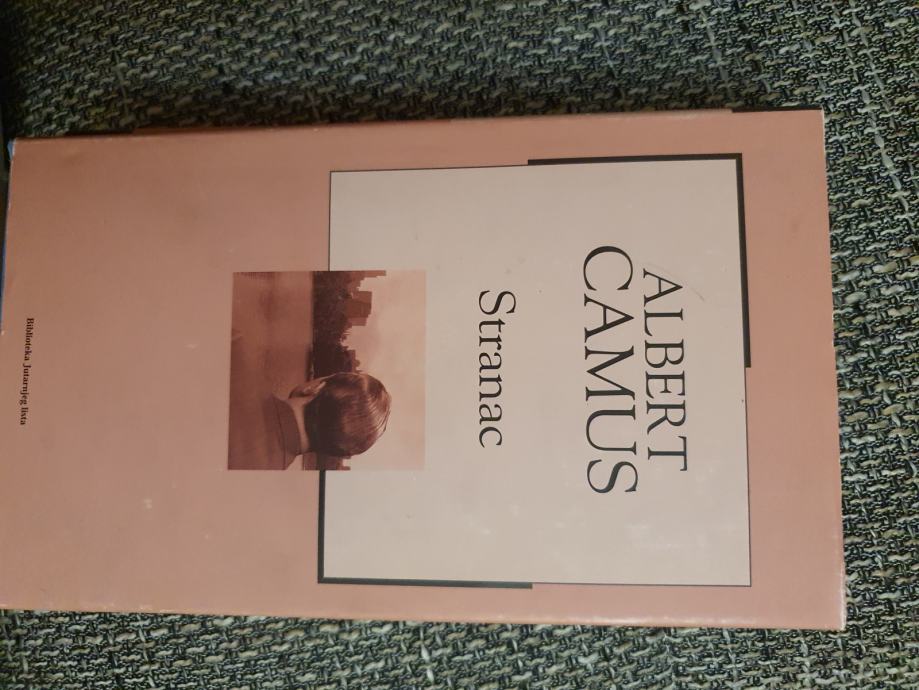 ALBERT
CAMUS
Stranac
Biblioteka Jutarnjeg lista